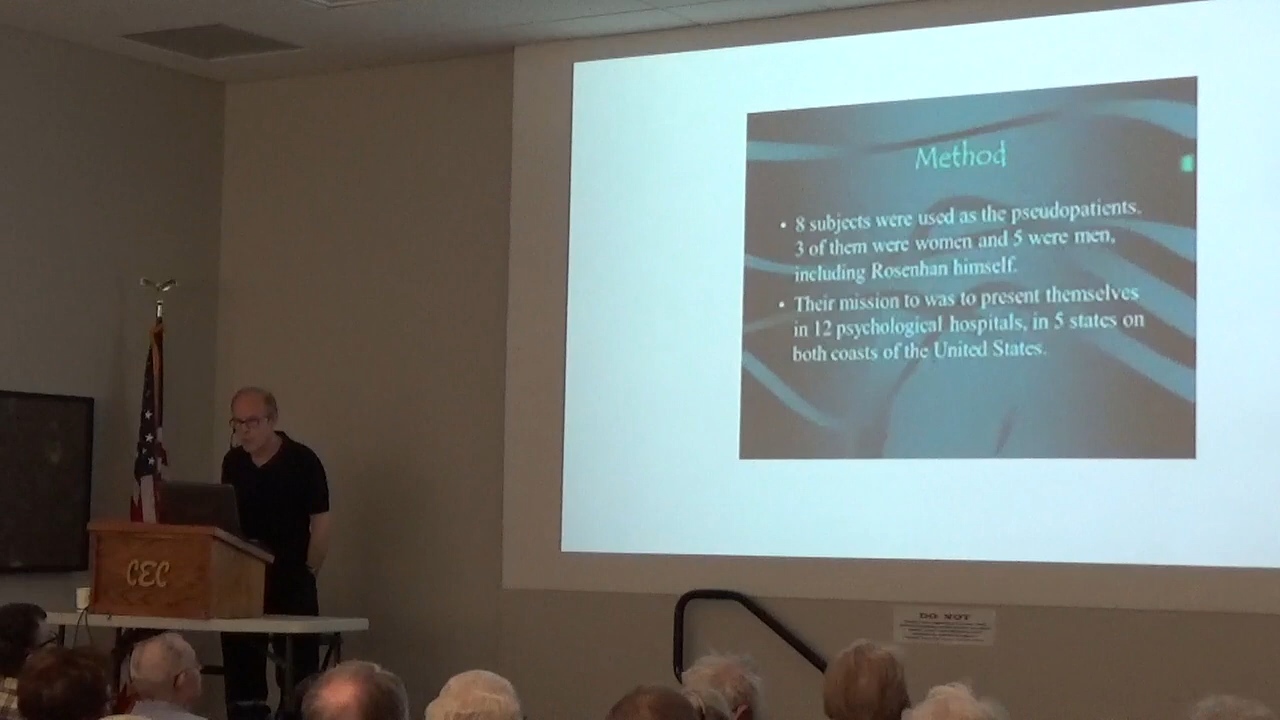 Method
• 8 subjects were used as the pseudopatients.
3 of them were women and 5 were men,
including Rosenhan himself.
• Their mission to was to present themselves
in 12 psychological hospitals, in 5 states on
both coasts of the United States.
CEC
DO NOT